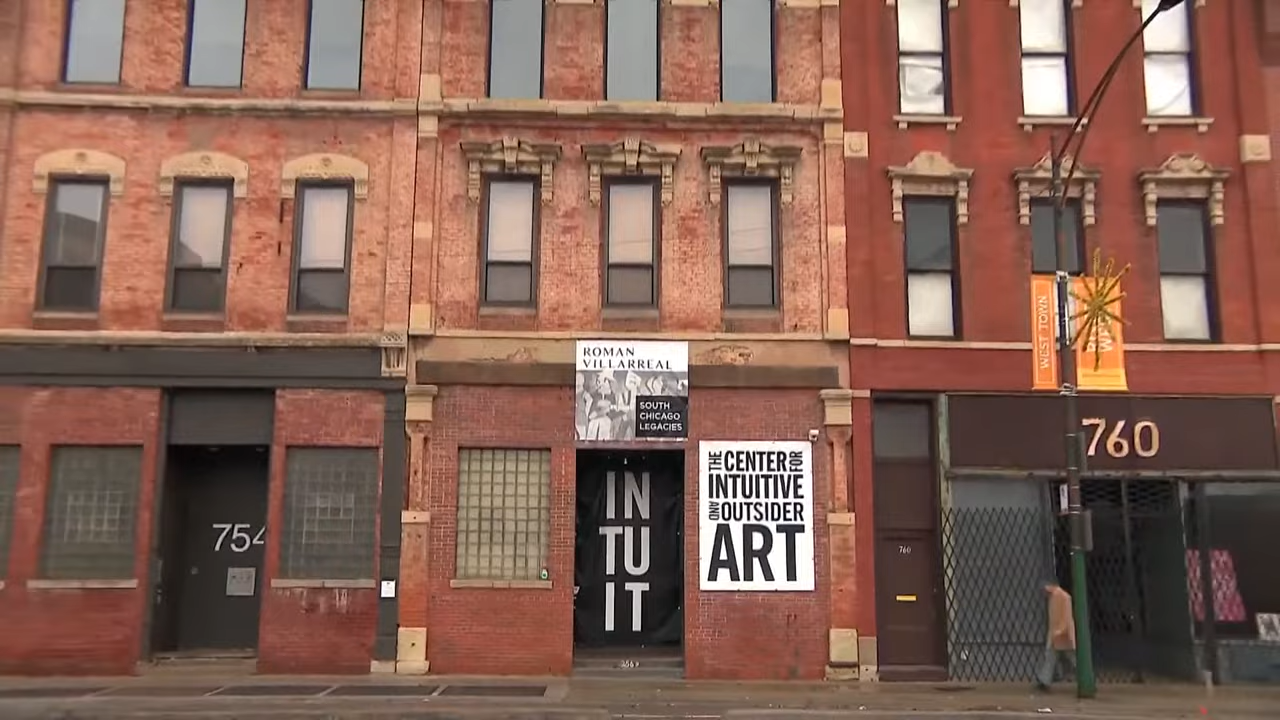 ROMAN
VILLARREAL
SOUTH
CHICAGO
LEGACIES
THE CENTER FOR
INTUITIVE
AND OUTSIDER
ART
IN
TU
IT
754
756
WEST TOWN
760
760